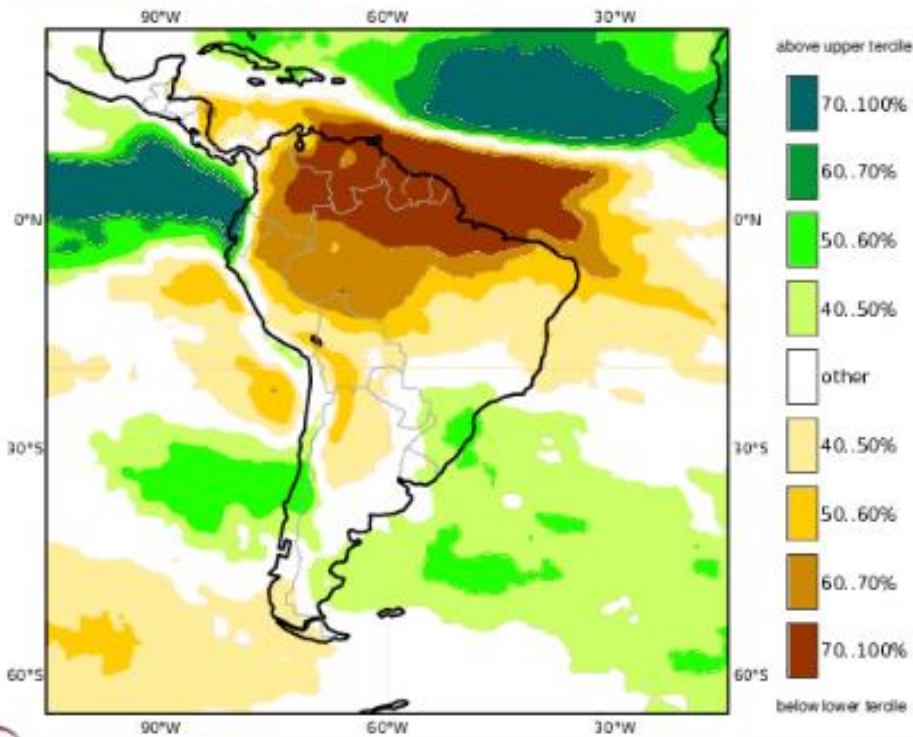 90°W 60°W 30°W
above upper tercile
70..100%
60..70%
0°N 0°N
50..60%
40..50%
other
40..50%
30°S 30°S
50..60%
60..70%
70..100%
60°S 60°S
below lower tercile
90°W 60°W 30°W